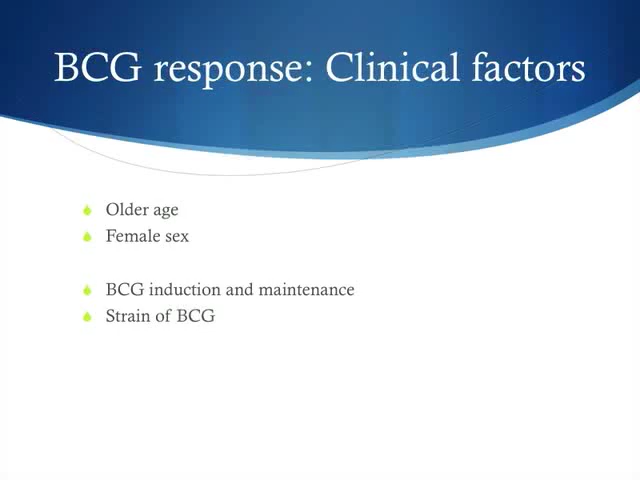 BCG response: Clinical factors
Older age
Female sex
BCG induction and maintenance
Strain of BCG